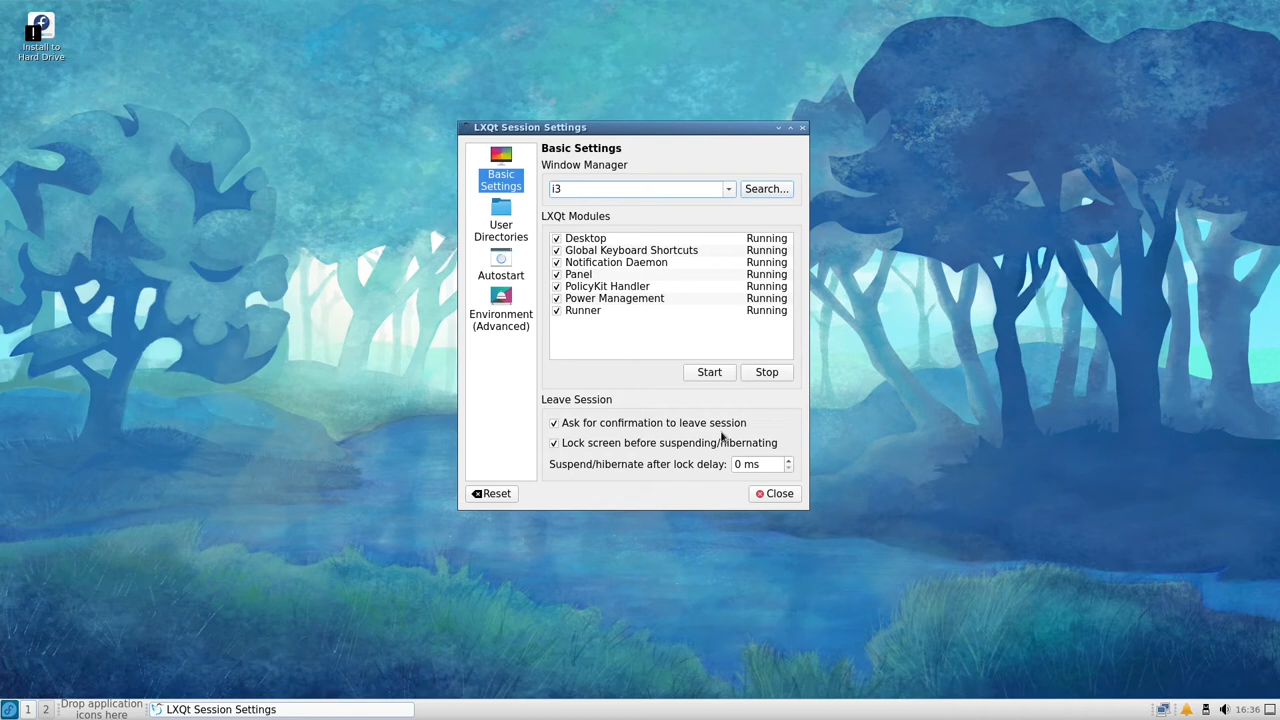 Install to
Hard Drive
LXQt Session Settings
Basic
Settings
User
Directories
Autostart
Environment
(Advanced)
Basic Settings
Window Manager
i3
Search...
LXQt Modules
Desktop Running
Global Keyboard Shortcuts Running
Notification Daemon Running
Panel Running
PolicyKit Handler Running
Power Management Running
Runner Running
Start
Stop
Leave Session
Ask for confirmation to leave session
Lock screen before suspending/hibernating
Suspend/hibernate after lock delay: 0 ms
Reset
Close
1
2
Drop application
icons here
LXQt Session Settings
16:36